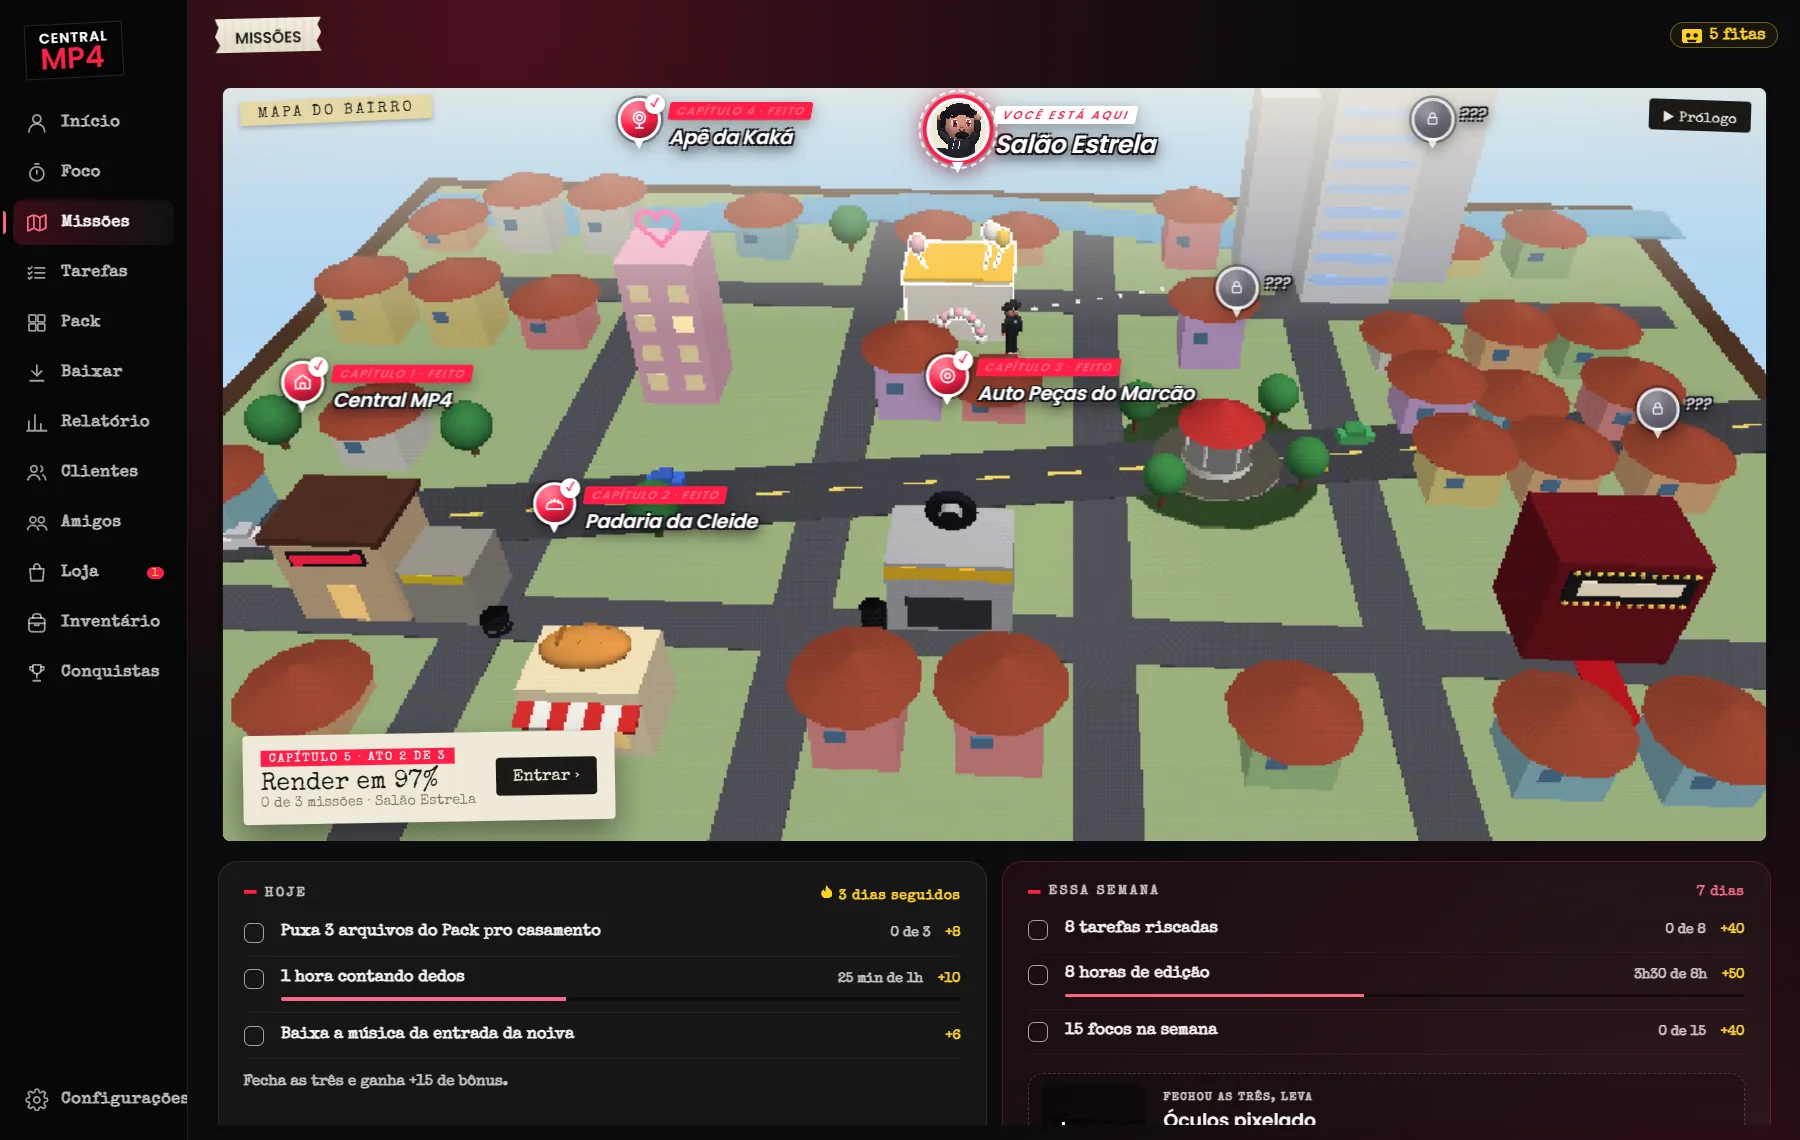 CENTRAL
MP4
Início
Foco
Missões
Tarefas
Pack
Baixar
Relatório
Clientes
Amigos
Loja
1
Inventário
Conquistas
Configurações
MISSÕES
5 fitas
MAPA DO BAIRRO
CAPÍTULO 4 · FEITO
Apê da Kaká
VOCÊ ESTÁ AQUI
Salão Estrela
???
▶ Prólogo
???
CAPÍTULO 1 · FEITO
Central MP4
CAPÍTULO 3 · FEITO
Auto Peças do Marcão
???
CAPÍTULO 2 · FEITO
Padaria da Cleide
CAPÍTULO 5 · ATO 2 DE 3
Render em 97%
0 de 3 missões · Salão Estrela
Entrar ›
HOJE
3 dias seguidos
Puxa 3 arquivos do Pack pro casamento
0 de 3 +8
1 hora contando dedos
25 min de 1h +10
Baixa a música da entrada da noiva
+6
Fecha as três e ganha +15 de bônus.
ESSA SEMANA
7 dias
8 tarefas riscadas
0 de 8 +40
8 horas de edição
3h30 de 8h +50
15 focos na semana
0 de 15 +40
FECHOU AS TRÊS, LEVA
Óculos pixelado